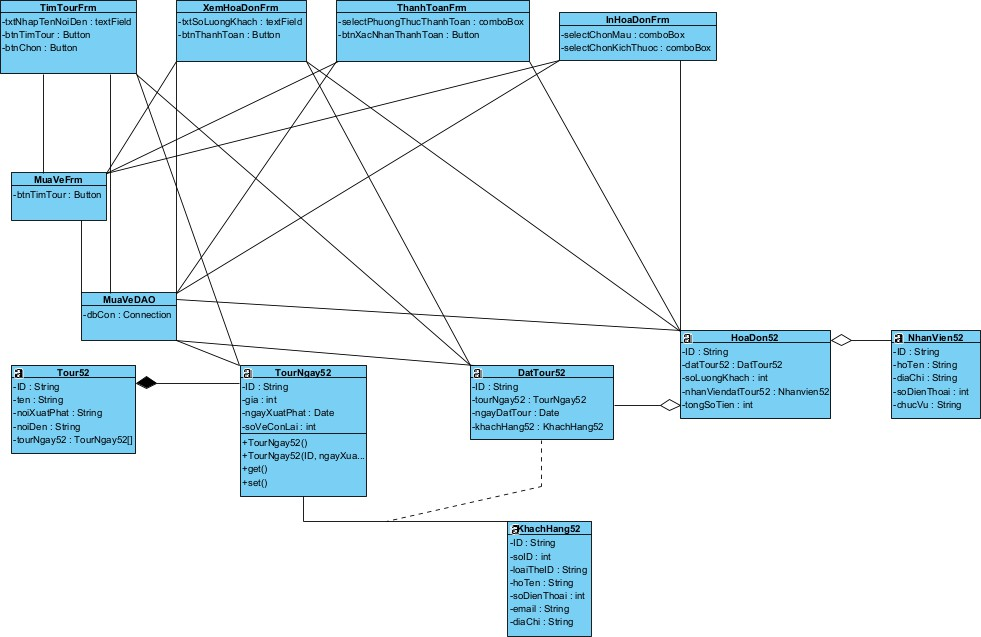 TimTourFrm
-txtNhapTenNoiDen : textField
-btnTimTour : Button
-btnChon : Button
XemHoaDonFrm
-txtSoLuongKhach : textField
-btnThanhToan : Button
ThanhToanFrm
-selectPhuongThucThanhToan : comboBox
-btnXacNhanThanhToan : Button
InHoaDonFrm
-selectChonMau : comboBox
-selectChonKichThuoc : comboBox
MuaVeFrm
-btnTimTour : Button
MuaVeDAO
-dbCon : Connection
a Tour52
-ID : String
-ten : String
-noiXuatPhat : String
-noiDen : String
-tourNgay52 : TourNgay52[]
a TourNgay52
-ID : String
-gia : int
-ngayXuatPhat : Date
-soVeConLai : int
+TourNgay52()
+TourNgay52(ID, ngayXua...
+get()
+set()
a DatTour52
-ID : String
-tourNgay52 : TourNgay52
-ngayDatTour : Date
-khachHang52 : KhachHang52
a HoaDon52
-ID : String
-datTour52 : DatTour52
-soLuongKhach : int
-nhanViendatTour52 : Nhanvien52
-tongSoTien : int
a NhanVien52
-ID : String
-hoTen : String
-diaChi : String
-soDienThoai : int
-chucVu : String
a KhachHang52
-ID : String
-soID : int
-loaiTheID : String
-hoTen : String
-soDienThoai : int
-email : String
-diaChi : String